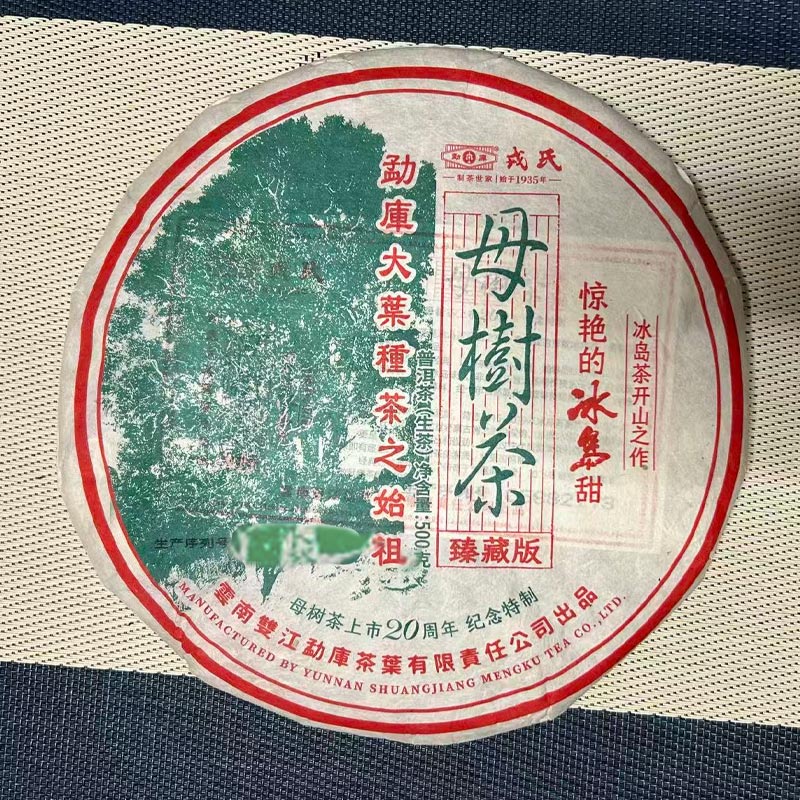 勐库 戎氏
制茶世家 始于1935年
母樹茶
臻藏版
惊艳的冰岛甜
冰岛茶开山之作
勐庫大葉種茶之始祖
普洱茶(生茶) 净含量:500克
生产序列号
母树茶上市20周年 纪念特制
雲南雙江勐庫茶葉有限責任公司出品
MANUFACTURED BY YUNNAN SHUANGJIANG MENGKU TEA CO.,LTD.